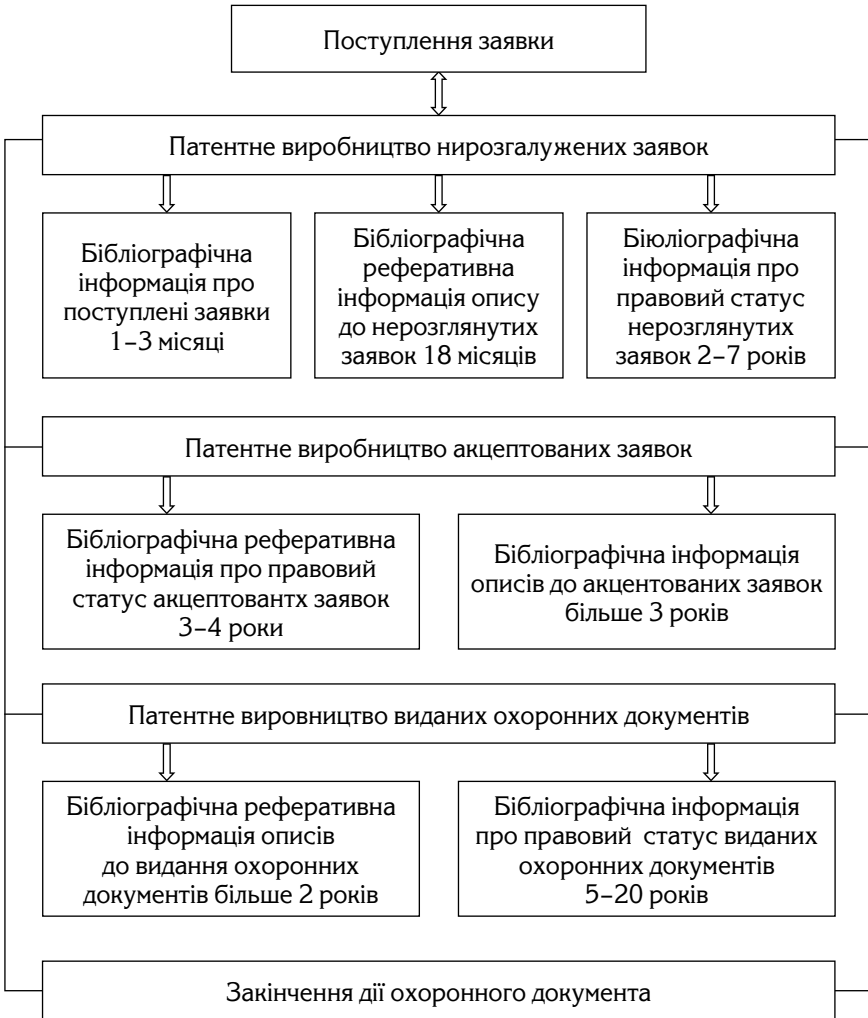 Поступлення заявки
Патентне виробництво нирозгалужених заявок
Бібліографічна
інформація про
поступлені заявки
1–3 місяці
Бібліографічна
реферативна
інформація опису
до нерозглянутих
заявок 18 місяців
Біюліографічна
інформація про
правовий статус
нерозглянутих
заявок 2–7 років
Патентне виробництво акцептованих заявок
Бібліографічна реферативна
інформація про правовий
статус акцептовантх заявок
3–4 роки
Бібліографічна інформація
описів до акцентованих заявок
більше 3 років
Патентне вировництво виданих охоронних документів
Бібліографічна реферативна
інформація описів
до видання охоронних
документів більше 2 років
Бібліографічна інформація
про правовий статус виданих
охоронних документів
5–20 років
Закінчення дії охоронного документа